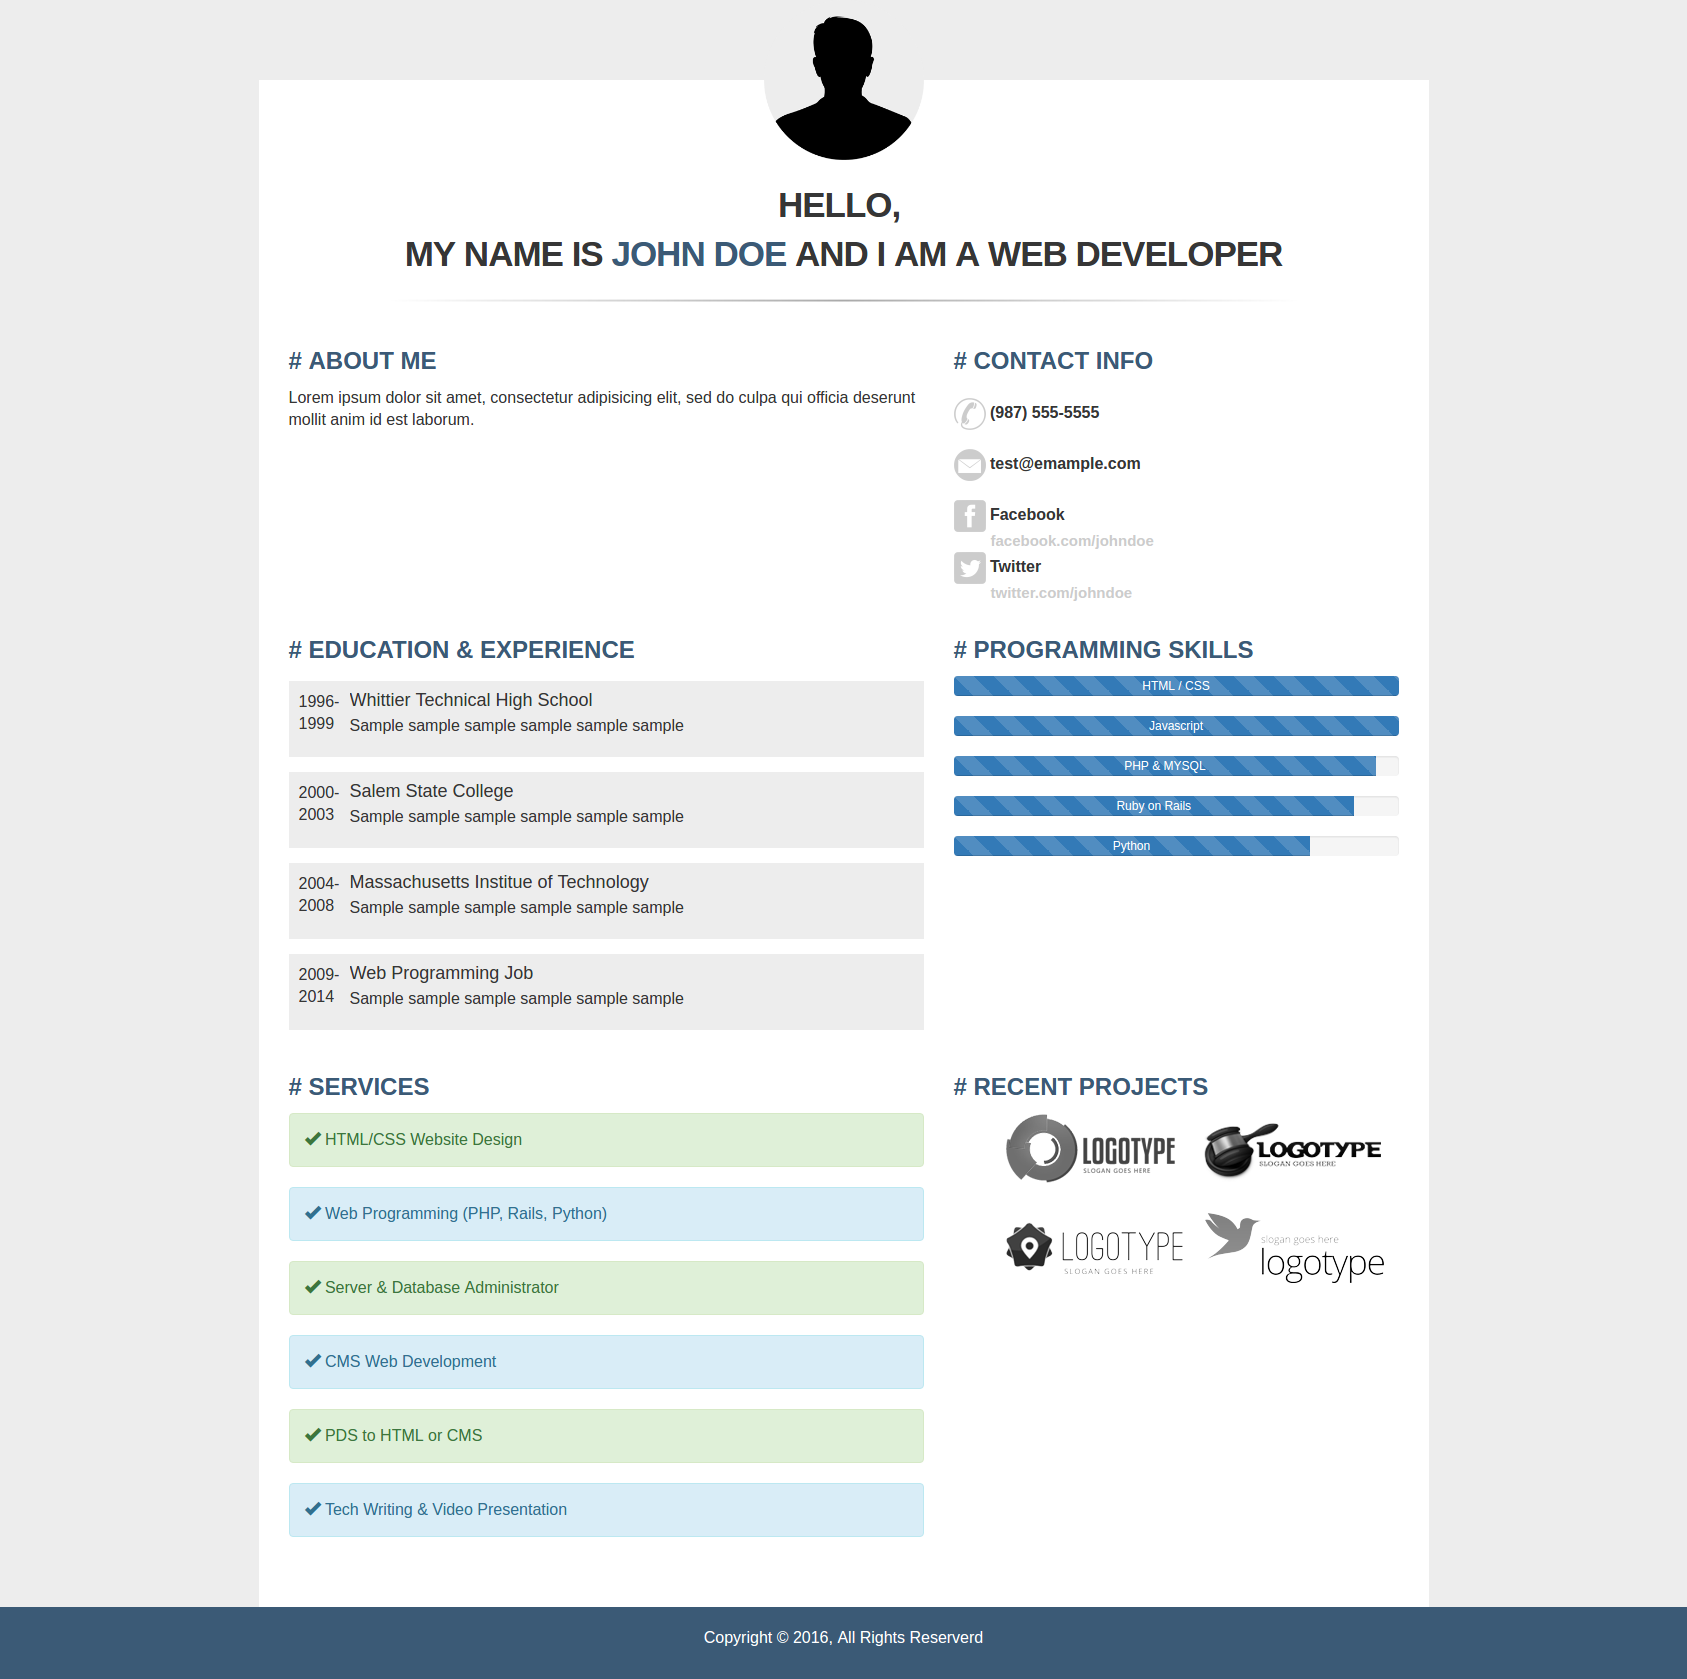 HELLO,
MY NAME IS JOHN DOE AND I AM A WEB DEVELOPER
# ABOUT ME
Lorem ipsum dolor sit amet, consectetur adipisicing elit, sed do culpa qui officia deserunt
mollit anim id est laborum.
# CONTACT INFO
(987) 555-5555
test@emample.com
Facebook
facebook.com/johndoe
Twitter
twitter.com/johndoe
# EDUCATION & EXPERIENCE
1996-
1999
Whittier Technical High School
Sample sample sample sample sample sample
2000-
2003
Salem State College
Sample sample sample sample sample sample
2004-
2008
Massachusetts Institue of Technology
Sample sample sample sample sample sample
2009-
2014
Web Programming Job
Sample sample sample sample sample sample
# PROGRAMMING SKILLS
HTML / CSS
Javascript
PHP & MYSQL
Ruby on Rails
Python
# SERVICES
HTML/CSS Website Design
Web Programming (PHP, Rails, Python)
Server & Database Administrator
CMS Web Development
PDS to HTML or CMS
Tech Writing & Video Presentation
# RECENT PROJECTS
LOGOTYPE
SLOGAN GOES HERE
LOGOTYPE
SLOGAN GOES HERE
LOGOTYPE
SLOGAN GOES HERE
slogan goes here
logotype
Copyright © 2016, All Rights Reserverd